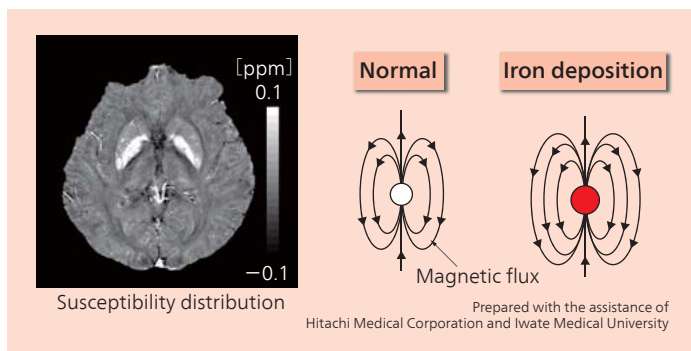 [ppm]
0.1
−0.1
Susceptibility distribution
Normal
Iron deposition
Magnetic flux
Prepared with the assistance of
Hitachi Medical Corporation and Iwate Medical University